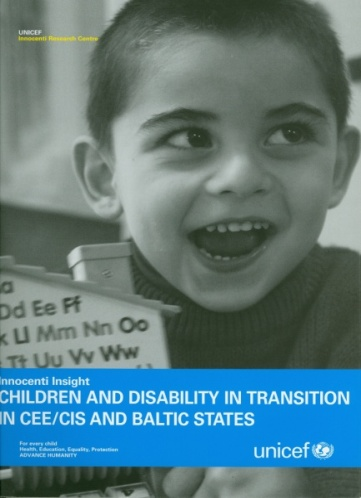 UNICEF
Innocenti Research Centre
a
Dd Ee Ff
k Ll Mm Nn Oo
Tt Uu Vv Ww
Innocenti Insight
CHILDREN AND DISABILITY IN TRANSITION
IN CEE/CIS AND BALTIC STATES
For every child
Health, Education, Equality, Protection
ADVANCE HUMANITY
unicef